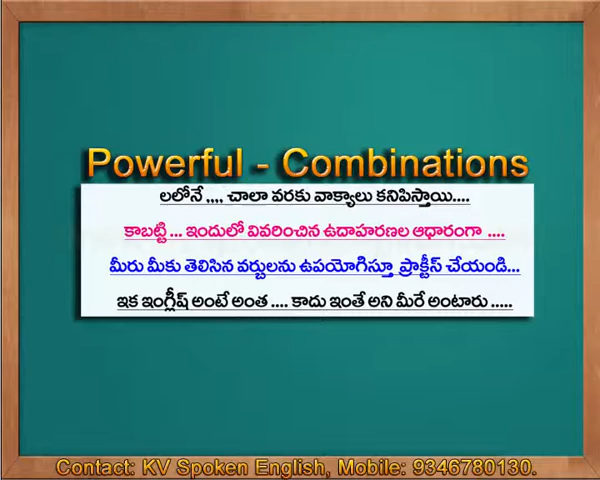 Powerful - Combinations
లలోనే ,,,, చాలా వరకు వాక్యాలు కనిపిస్తాయి....
కాబట్టి ... ఇందులో వివరించిన ఉదాహరణల ఆధారంగా ....
మీరు మీకు తెలిసిన వర్బులను ఉపయోగిస్తూ ప్రాక్టీస్ చేయండి...
ఇక ఇంగ్లీష్ అంటే అంత .... కాదు ఇంతే అని మీరే అంటారు .....
Contact: KV Spoken English, Mobile: 9346780130.